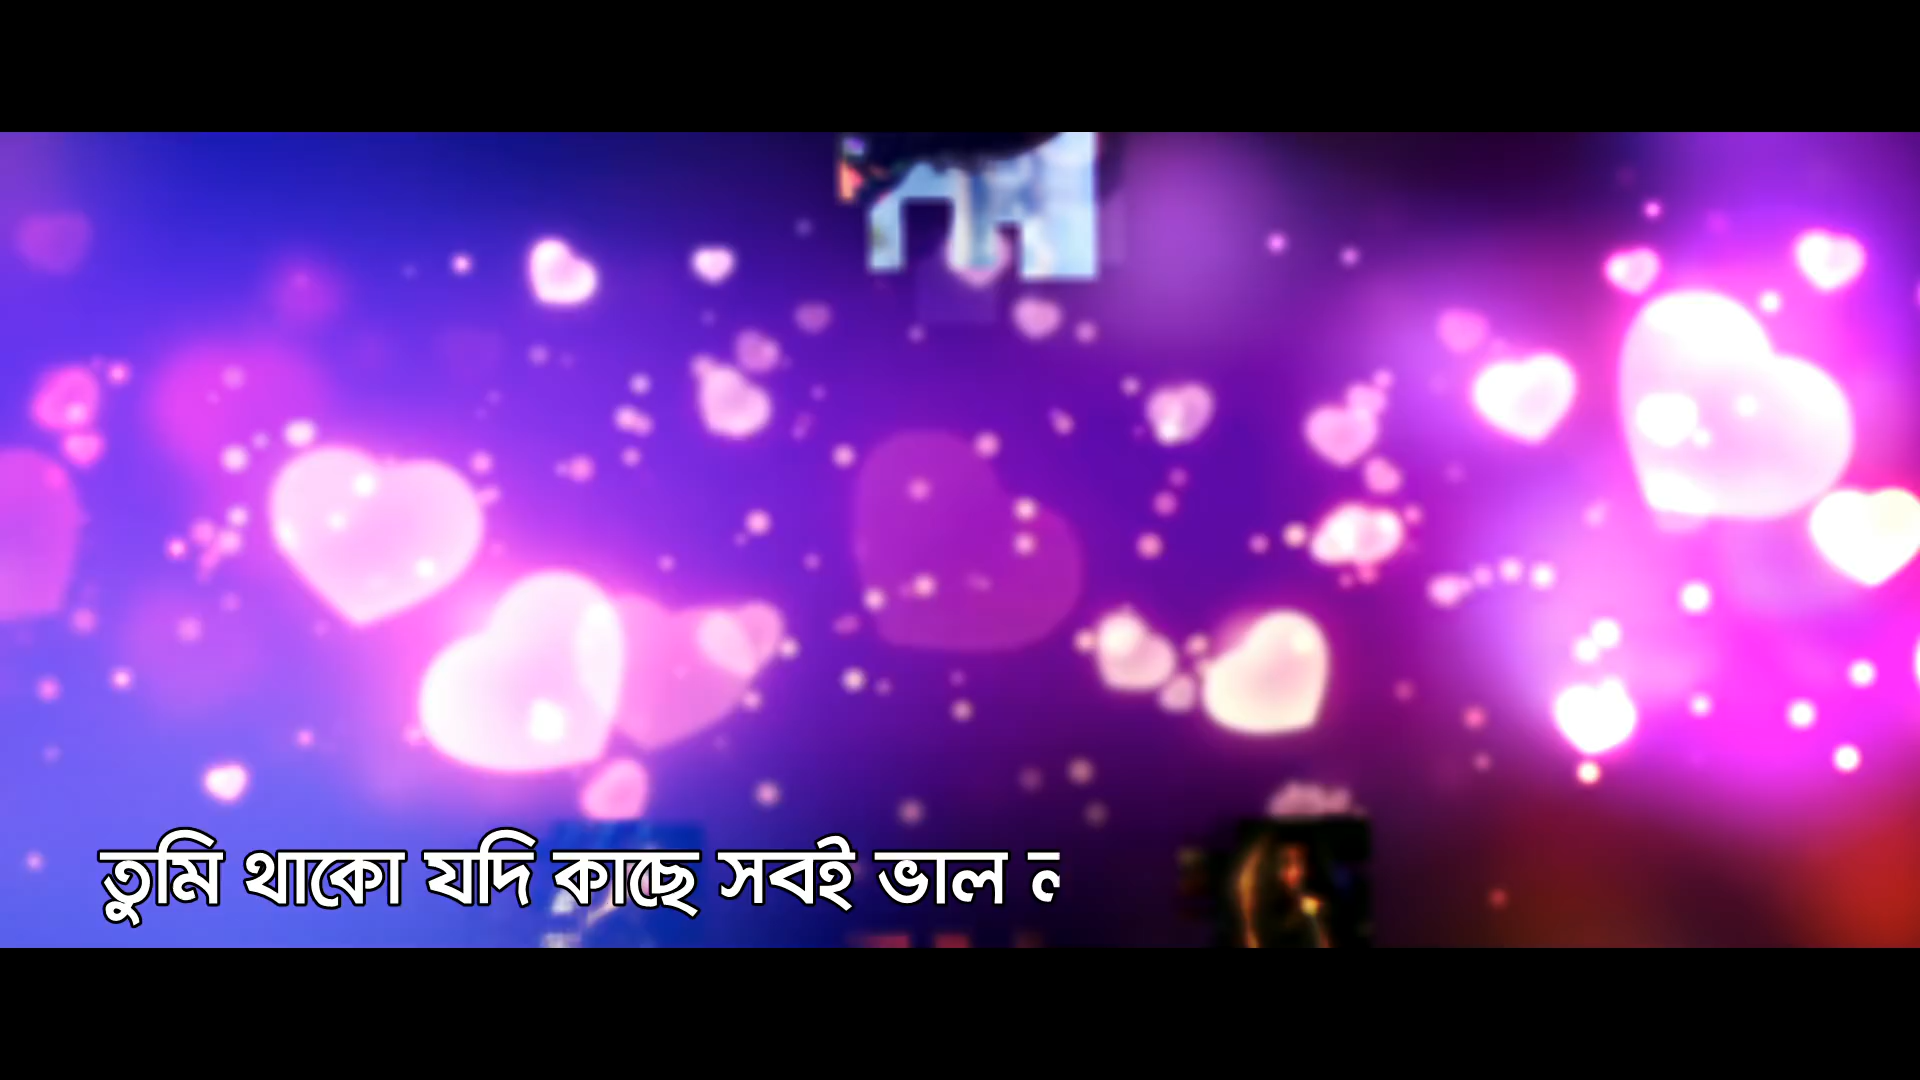 তুমি থাকো যদি কাছে সবই ভাল ল